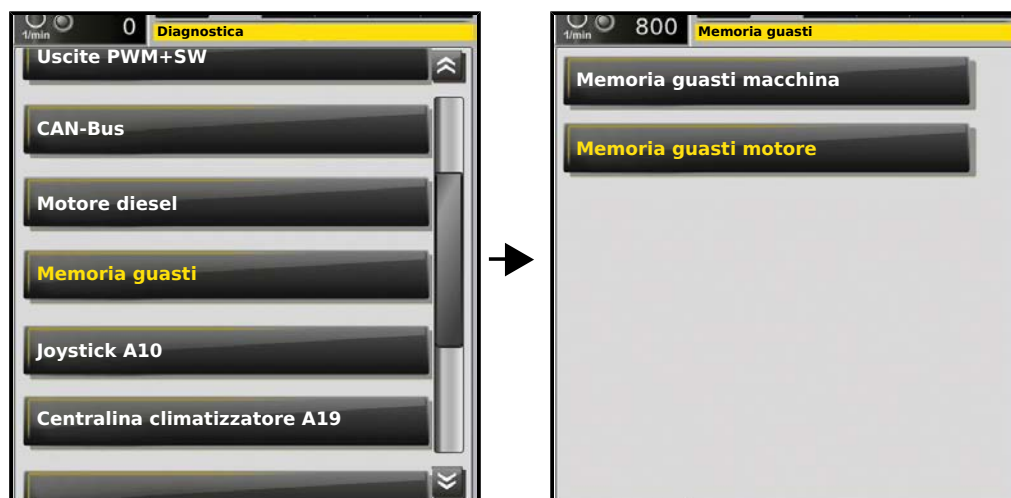 1/min
0
Diagnostica
Uscite PWM+SW
CAN-Bus
Motore diesel
Memoria guasti
Joystick A10
Centralina climatizzatore A19
1/min
800
Memoria guasti
Memoria guasti macchina
Memoria guasti motore